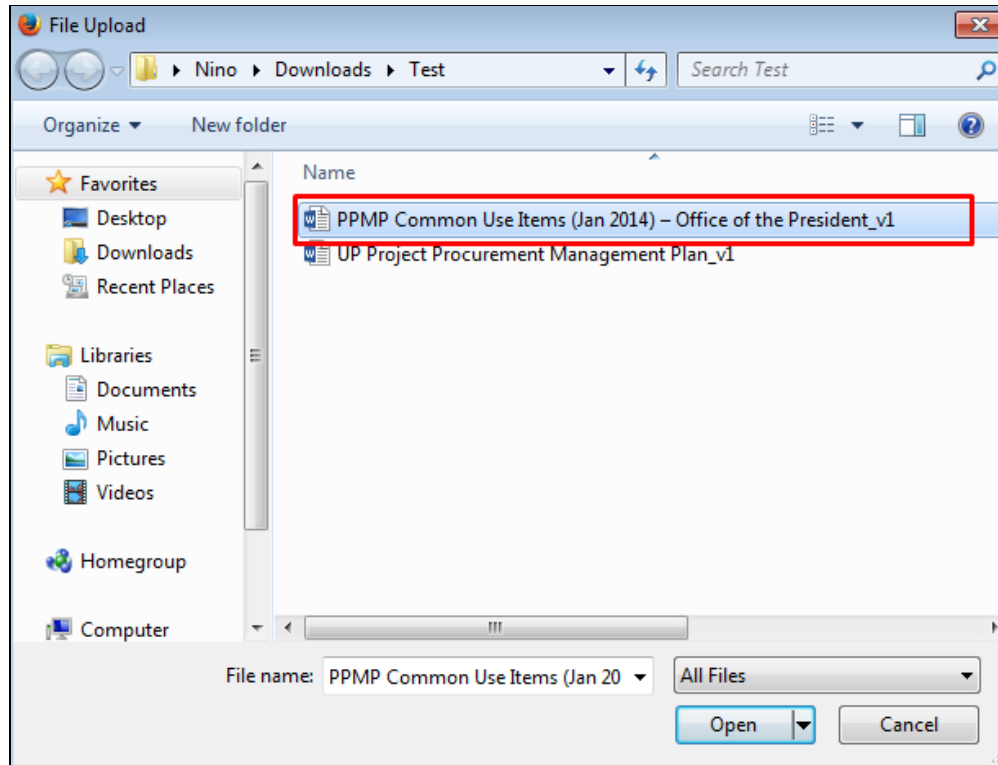 File Upload
Nino Downloads Test
Search Test
Organize
New folder
Name
Favorites
Desktop
Downloads
Recent Places
Libraries
Documents
Music
Pictures
Videos
Homegroup
Computer
PPMP Common Use Items (Jan 2014) – Office of the President_v1
UP Project Procurement Management Plan_v1
File name: PPMP Common Use Items (Jan 20
All Files
Open
Cancel